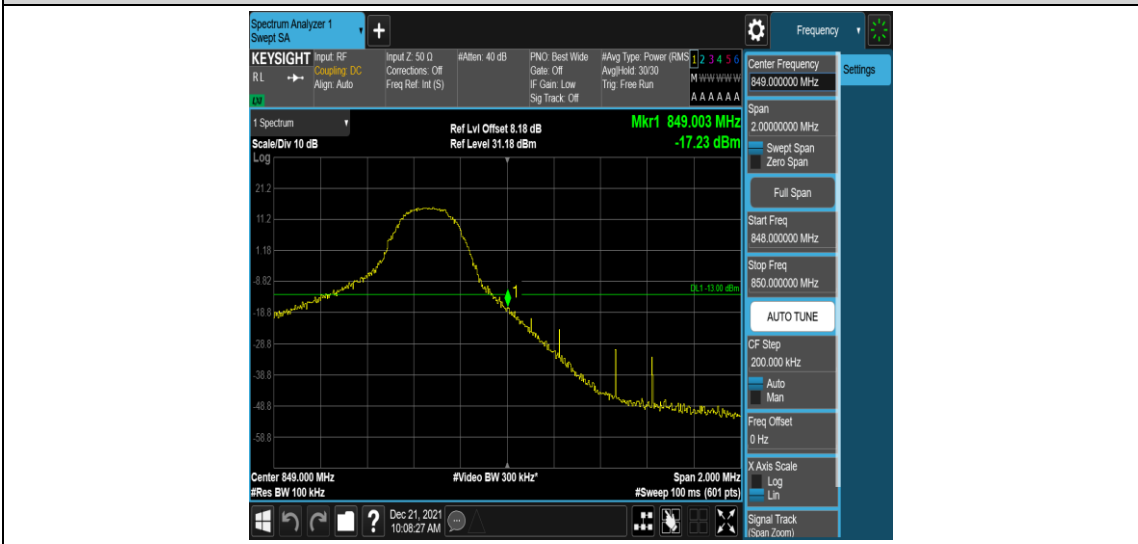 Spectrum Analyzer 1
Swept SA
+
Frequency
KEYSIGHT
R L
LXI
Input: RF
Coupling: DC
Align: Auto
Input Z: 50 Ω
Corrections: Off
Freq Ref: Int (S)
#Atten: 40 dB
PNO: Best Wide
Gate: Off
IF Gain: Low
Sig Track: Off
#Avg Type: Power (RMS
Avg|Hold: 30/30
Trig: Free Run
1 2 3 4 5 6
M W W W W W
A A A A A A
Center Frequency
849.000000 MHz
Settings
Span
2.00000000 MHz
Swept Span
Zero Span
Full Span
Start Freq
848.000000 MHz
Stop Freq
850.000000 MHz
AUTO TUNE
CF Step
200.000 kHz
Auto
Man
Freq Offset
0 Hz
X Axis Scale
Log
Lin
Signal Track
(Span Zoom)
1 Spectrum
Scale/Div 10 dB
Log
Ref Lvl Offset 8.18 dB
Ref Level 31.18 dBm
Mkr1 849.003 MHz
-17.23 dBm
21.2
11.2
1.18
-8.82
-18.8
-28.8
-38.8
-48.8
-58.8
1
DL1 -13.00 dBm
Center 849.000 MHz
#Res BW 100 kHz
#Video BW 300 kHz*
Span 2.000 MHz
#Sweep 100 ms (601 pts)
?
Dec 21, 2021
10:08:27 AM